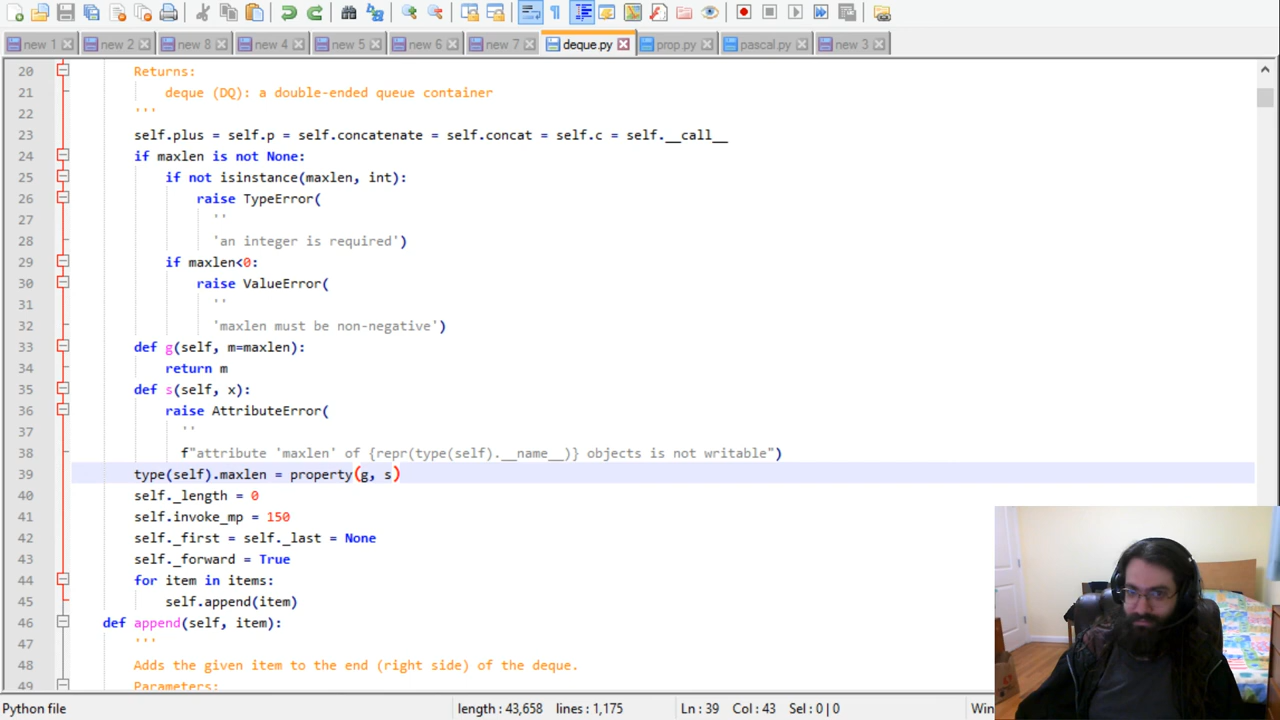 new 1 new 2 new 8 new 4 new 5 new 6 new 7 deque.py prop.py pascal.py new 3
20 Returns:
21 deque (DQ): a double-ended queue container
22 '''
23 self.plus = self.p = self.concatenate = self.concat = self.c = self.__call__
24 if maxlen is not None:
25 if not isinstance(maxlen, int):
26 raise TypeError(
27 ''
28 'an integer is required')
29 if maxlen<0:
30 raise ValueError(
31 ''
32 'maxlen must be non-negative')
33 def g(self, m=maxlen):
34 return m
35 def s(self, x):
36 raise AttributeError(
37 ''
38 f"attribute 'maxlen' of {repr(type(self).__name__)} objects is not writable")
39 type(self).maxlen = property(g, s)
40 self._length = 0
41 self.invoke_mp = 150
42 self._first = self._last = None
43 self._forward = True
44 for item in items:
45 self.append(item)
46 def append(self, item):
47 '''
48 Adds the given item to the end (right side) of the deque.
49 Parameters:
Python file length : 43,658 lines : 1,175 Ln : 39 Col : 43 Sel : 0 | 0 Win